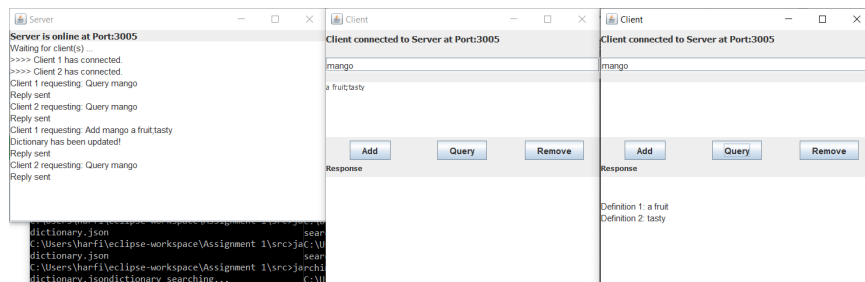 Server
Server is online at Port:3005
Waiting for client(s) ...
>>>> Client 1 has connected.
>>>> Client 2 has connected.
Client 1 requesting: Query mango
Reply sent
Client 2 requesting: Query mango
Reply sent
Client 1 requesting: Add mango a fruit;tasty
Dictionary has been updated!
Reply sent
Client 2 requesting: Query mango
Reply sent
Client
Client connected to Server at Port:3005
mango
a fruit;tasty
Add Query Remove
Response
Client
Client connected to Server at Port:3005
mango
Add Query Remove
Response
Definition 1: a fruit
Definition 2: tasty
dictionary.json
C:\Users\harfi\eclipse-workspace\Assignment 1\src>ja
dictionary.json
C:\Users\harfi\eclipse-workspace\Assignment 1\src>ja
dictionary.jsondictionary searching...